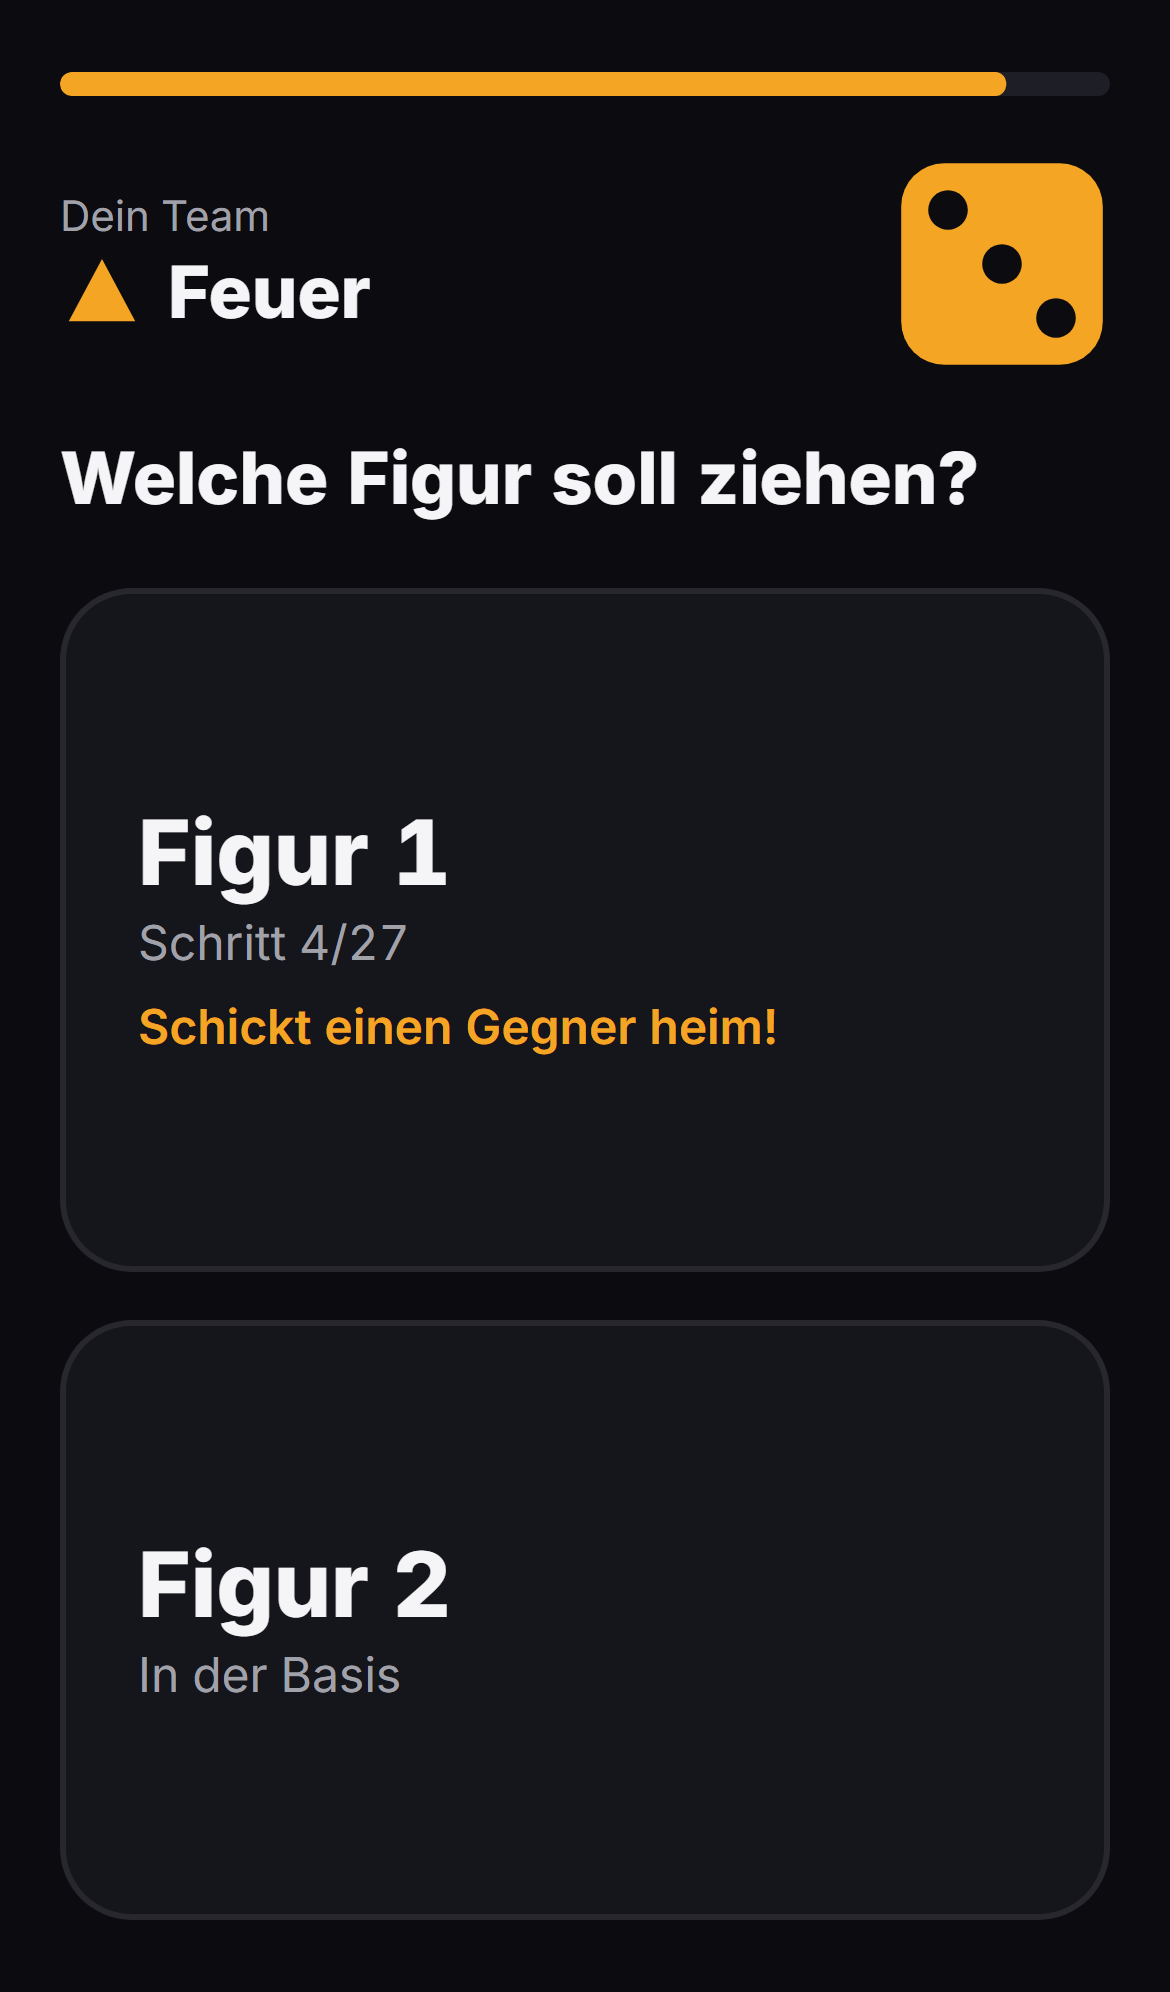 Dein Team
Feuer
Welche Figur soll ziehen?
Figur 1
Schritt 4/27
Schickt einen Gegner heim!
Figur 2
In der Basis